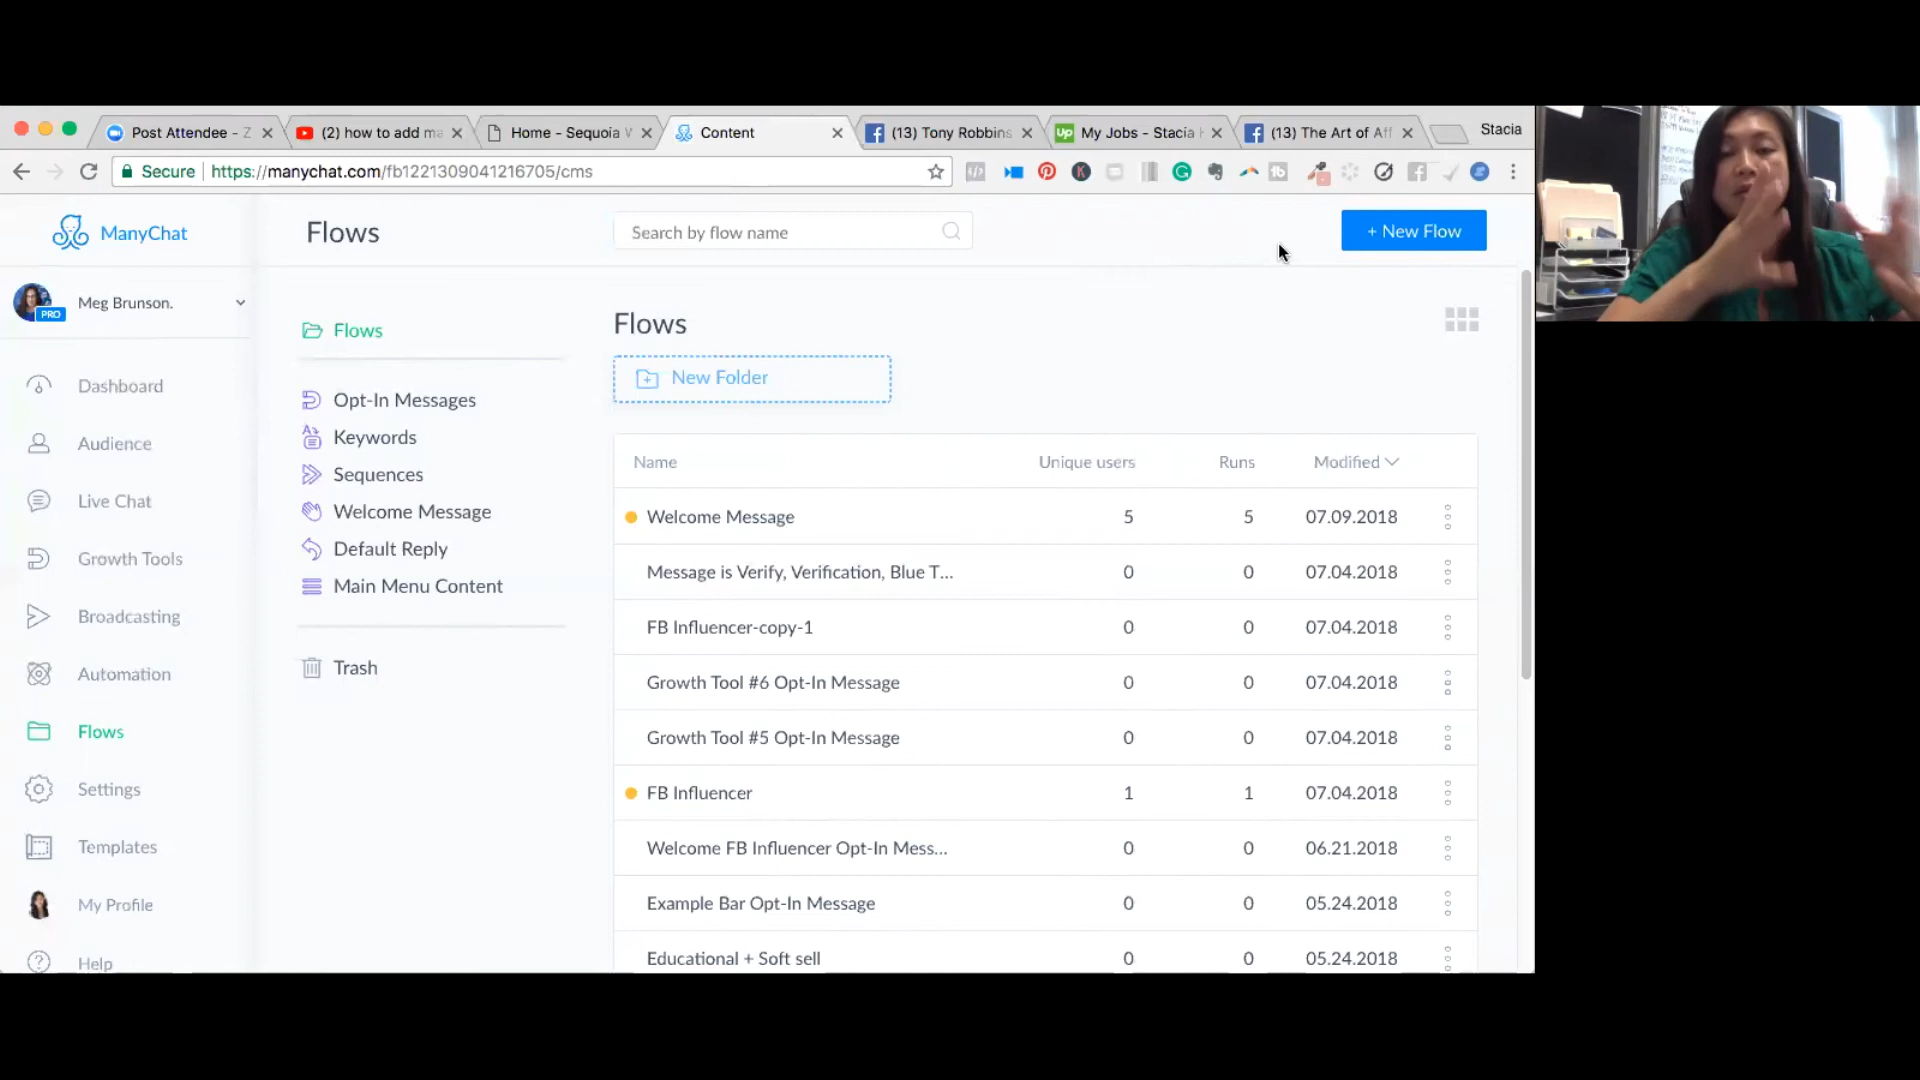 Post Attendee - Z
(2) how to add ma
Home - Sequoia V
Content
(13) Tony Robbins
Up
My Jobs - Stacia
(13) The Art of Aff
Stacia
Secure
https://manychat.com/fb1221309041216705/cms
ManyChat
Flows
Search by flow name
+ New Flow
PRO
Meg Brunson.
Dashboard
Audience
Live Chat
Growth Tools
Broadcasting
Automation
Flows
Settings
Templates
My Profile
Help
Flows
Opt-In Messages
Keywords
Sequences
Welcome Message
Default Reply
Main Menu Content
Trash
Flows
New Folder
Name Unique users Runs Modified
Welcome Message 5 5 07.09.2018
Message is Verify, Verification, Blue T... 0 0 07.04.2018
FB Influencer-copy-1 0 0 07.04.2018
Growth Tool #6 Opt-In Message 0 0 07.04.2018
Growth Tool #5 Opt-In Message 0 0 07.04.2018
FB Influencer 1 1 07.04.2018
Welcome FB Influencer Opt-In Mess... 0 0 06.21.2018
Example Bar Opt-In Message 0 0 05.24.2018
Educational + Soft sell 0 0 05.24.2018